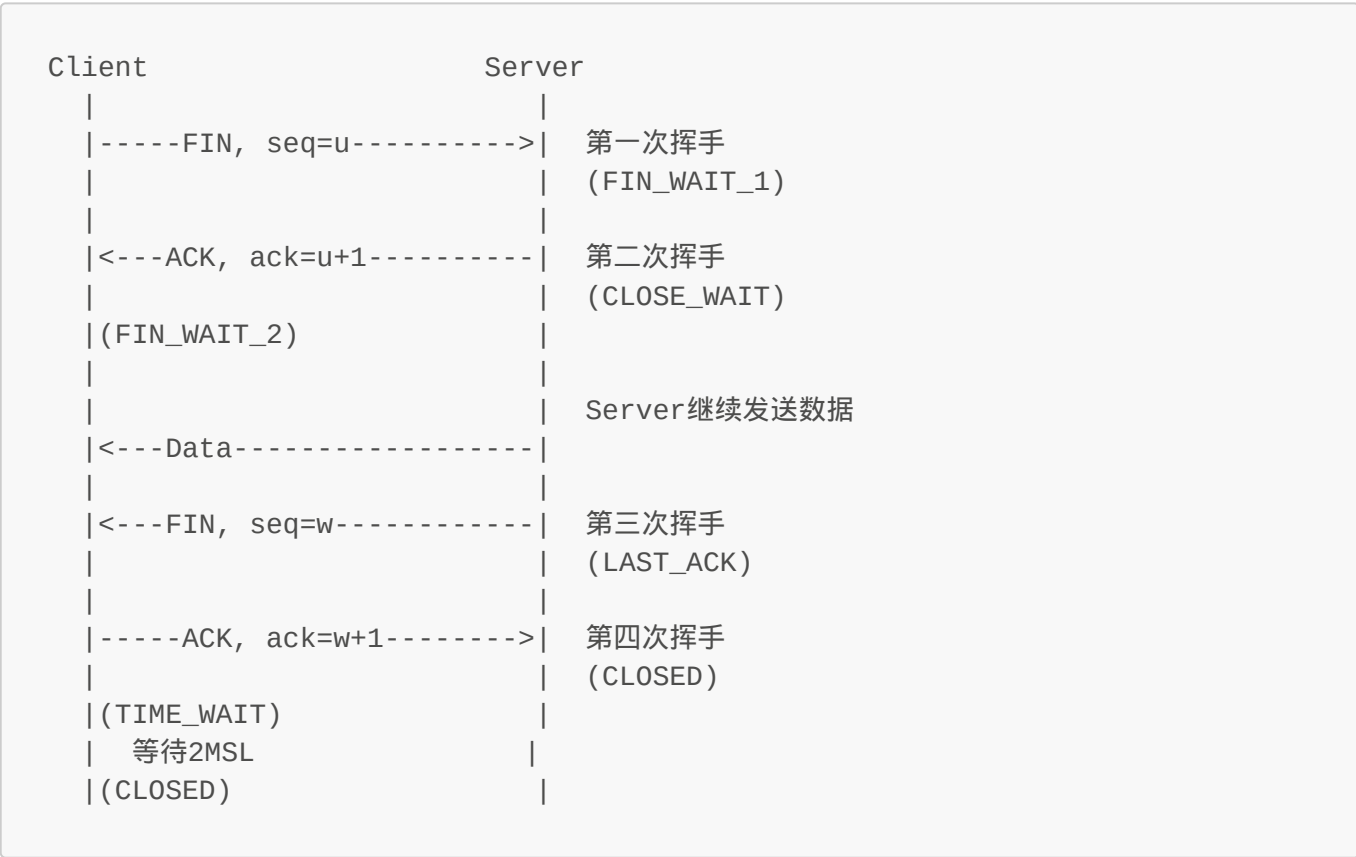 Client                      Server
  |                             |
  |-----FIN, seq=u---------->|  第一次挥手
  |                             |  (FIN_WAIT_1)
  |                             |
  |<---ACK, ack=u+1----------|  第二次挥手
  |                             |  (CLOSE_WAIT)
  |(FIN_WAIT_2)                 |
  |                             |
  |                             |  Server继续发送数据
  |<---Data------------------|
  |                             |
  |<---FIN, seq=w------------|  第三次挥手
  |                             |  (LAST_ACK)
  |                             |
  |-----ACK, ack=w+1-------->|  第四次挥手
  |                             |  (CLOSED)
  |(TIME_WAIT)                  |
  |  等待2MSL                   |
  |(CLOSED)                     |